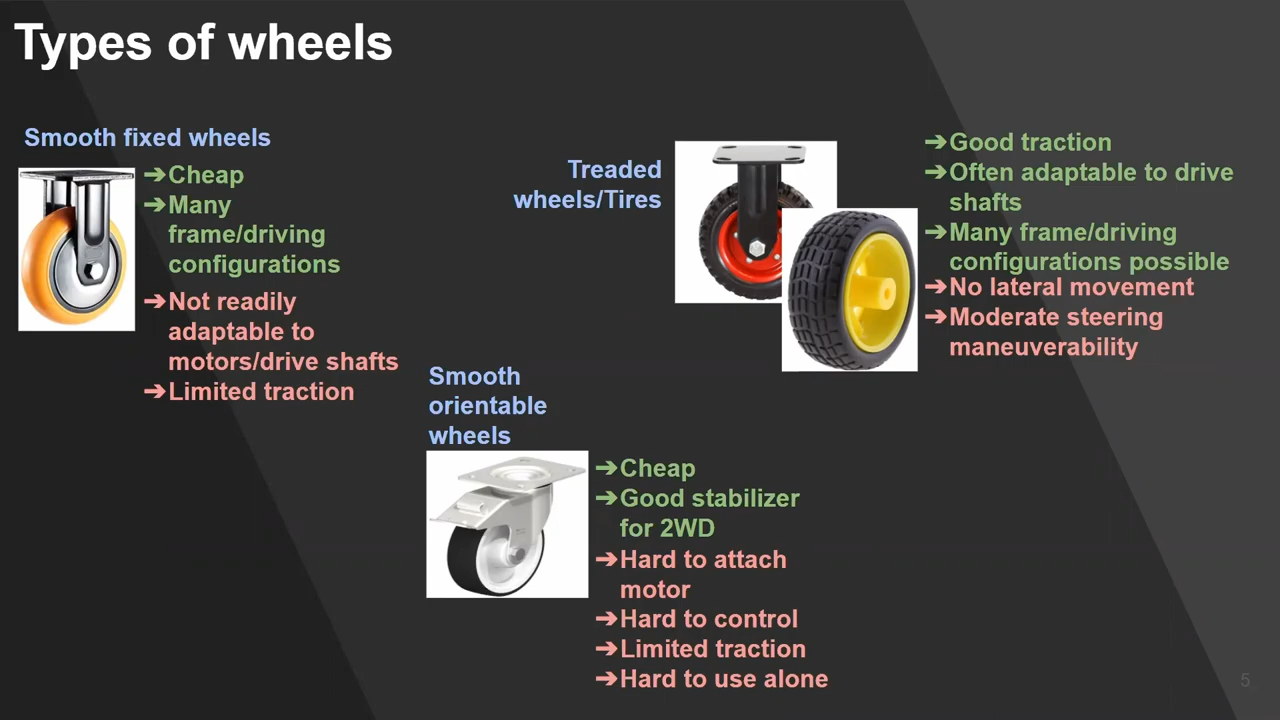 Types of wheels
Smooth fixed wheels
➔Cheap
➔Many
frame/driving
configurations
➔Not readily
adaptable to
motors/drive shafts
➔Limited traction
Treaded
wheels/Tires
➔Good traction
➔Often adaptable to drive
shafts
➔Many frame/driving
configurations possible
➔No lateral movement
➔Moderate steering
maneuverability
Smooth
orientable
wheels
➔Cheap
➔Good stabilizer
for 2WD
➔Hard to attach
motor
➔Hard to control
➔Limited traction
➔Hard to use alone
5